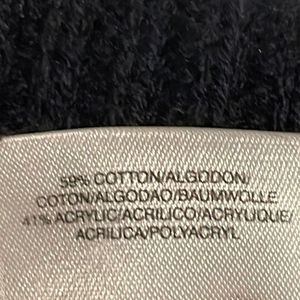 59% COTTON/ALGODON/
COTON/ALGODAO/BAUMWOLLE
41% ACRYLIC/ACRILICO/ACRYLIQUE/
ACRILICA/POLYACRYL